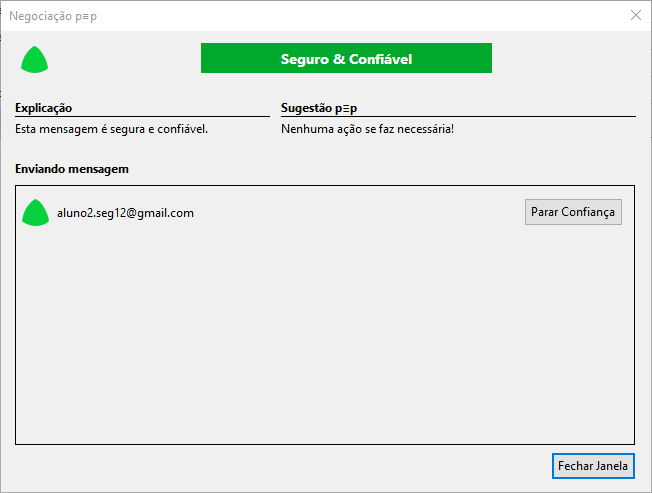 Negociação p≡p
Seguro & Confiável
Explicação
Sugestão p≡p
Esta mensagem é segura e confiável.
Nenhuma ação se faz necessária!
Enviando mensagem
aluno2.seg12@gmail.com
Parar Confiança
Fechar Janela